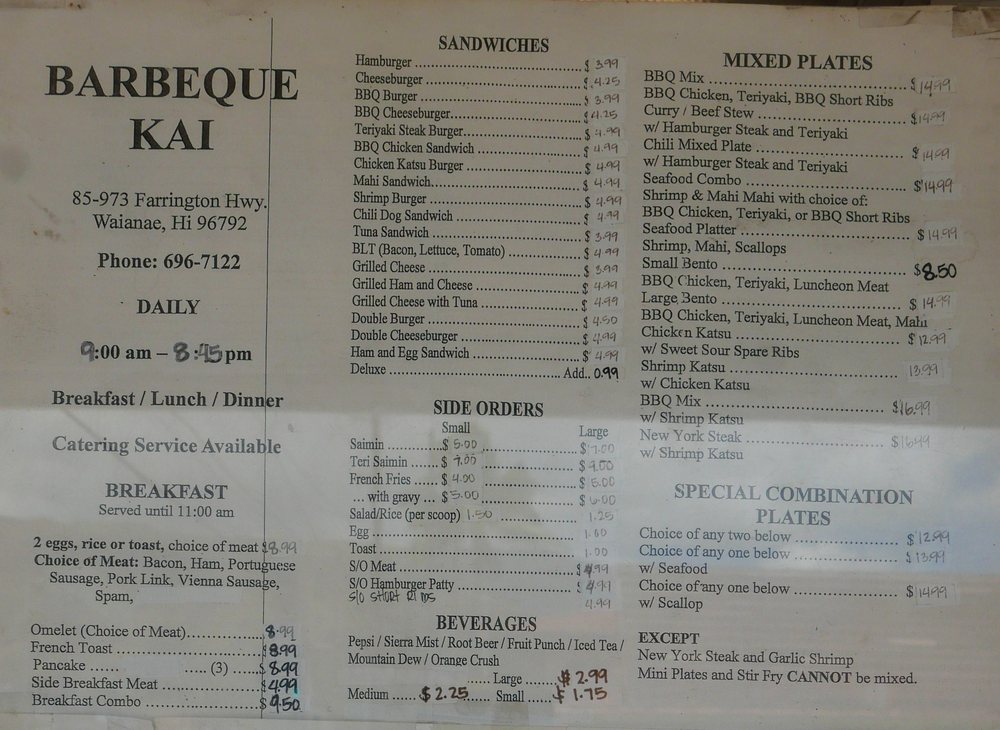 BARBEQUE
KAI
85-973 Farrington Hwy.
Waianae, Hi 96792
Phone: 696-7122
DAILY
9:00 am – 8:45 pm
Breakfast / Lunch / Dinner
Catering Service Available
BREAKFAST
Served until 11:00 am
2 eggs, rice or toast, choice of meat $8.99
Choice of Meat: Bacon, Ham, Portuguese
Sausage, Pork Link, Vienna Sausage,
Spam,
Omelet (Choice of Meat).................. 8.99
French Toast ........................... $8.99
Pancake ...... ..... (3) .....$8.99
Side Breakfast Meat ....................$4.99
Breakfast Combo ........................$9.50
SANDWICHES
Hamburger ........................ $ 3.99
Cheeseburger ........................ $ 4.25
BBQ Burger ........................ $ 3.99
BBQ Cheeseburger........................ $4.25
Teriyaki Steak Burger........................ $ 4.99
BBQ Chicken Sandwich ........................ $ 4.99
Chicken Katsu Burger ........................ $ 4.99
Mahi Sandwich........................ $ 4.99
Shrimp Burger ........................ $ 4.99
Chili Dog Sandwich ........................ $ 4.99
Tuna Sandwich ........................ $ 3.99
BLT (Bacon, Lettuce, Tomato) ........................ $ 4.99
Grilled Cheese ........................ $ 3.99
Grilled Ham and Cheese ........................ $ 4.99
Grilled Cheese with Tuna ........................ $ 4.99
Double Burger ........................ $ 4.50
Double Cheeseburger ........................ $ 4.99
Ham and Egg Sandwich ........................ $ 4.99
Deluxe ........................ Add.. 0.99
SIDE ORDERS
Small Large
Saimin ............$ 5.00 ........................ $7.00
Teri Saimin ....... $ 7.00 ........................ $9.00
French Fries ...... $ 4.00 ........................ $ 5.00
... with gravy ... $5.00 ........................ $ 6.00
Salad/Rice (per scoop) 1.50 .................. 1.25
Egg ........................ 1.00
Toast ........................ 1.00
S/O Meat ........................ $4.99
S/O Hamburger Patty ........................ $ 4.99
S/O SHORT RIBS 4.99
BEVERAGES
Pepsi / Sierra Mist / Root Beer / Fruit Punch / Iced Tea /
Mountain Dew / Orange Crush
...... Large ....... $ 2.99
Medium ...... $ 2.25...... Small ...... $ 1.75
MIXED PLATES
BBQ Mix ........................ $14.99
BBQ Chicken, Teriyaki, BBQ Short Ribs
Curry / Beef Stew ........................ $14.99
w/ Hamburger Steak and Teriyaki
Chili Mixed Plate ........................ $ 14.99
w/ Hamburger Steak and Teriyaki
Seafood Combo ........................ $14.99
Shrimp & Mahi Mahi with choice of:
BBQ Chicken, Teriyaki, or BBQ Short Ribs
Seafood Platter ........................ $ 14.99
Shrimp, Mahi, Scallops
Small Bento ........................ $8.50
BBQ Chicken, Teriyaki, Luncheon Meat
Large Bento ........................ $ 14.99
BBQ Chicken, Teriyaki, Luncheon Meat, Mahi
Chicken Katsu ........................ $ 12.99
w/ Sweet Sour Spare Ribs
Shrimp Katsu ........................ 13.99
w/ Chicken Katsu
BBQ Mix ........................ $16.99
w/ Shrimp Katsu
New York Steak ........................ $16.99
w/ Shrimp Katsu
SPECIAL COMBINATION
PLATES
Choice of any two below .................. $12.99
Choice of any one below .................. $ 13.99
w/ Seafood
Choice of any one below .................. $ 14.99
w/ Scallop
EXCEPT
New York Steak and Garlic Shrimp
Mini Plates and Stir Fry CANNOT be mixed.